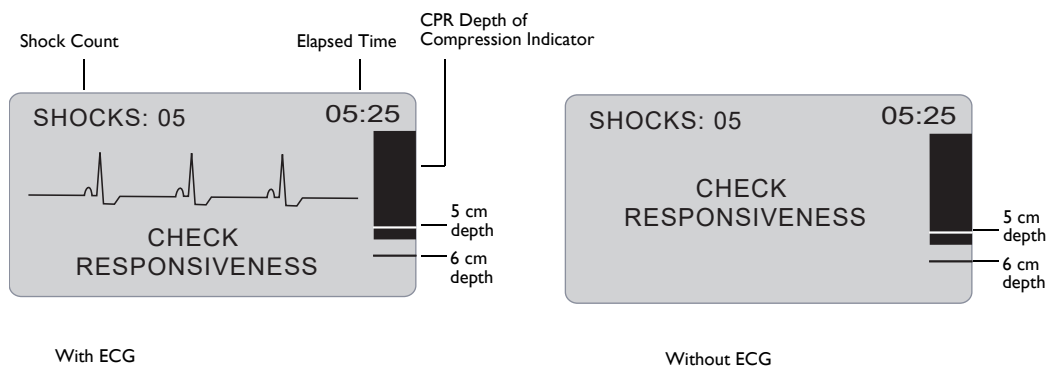 Shock Count
Elapsed Time
CPR Depth of
Compression Indicator
SHOCKS: 05
05:25
CHECK
RESPONSIVENESS
5 cm
depth
6 cm
depth
With ECG
SHOCKS: 05
05:25
CHECK
RESPONSIVENESS
5 cm
depth
6 cm
depth
Without ECG